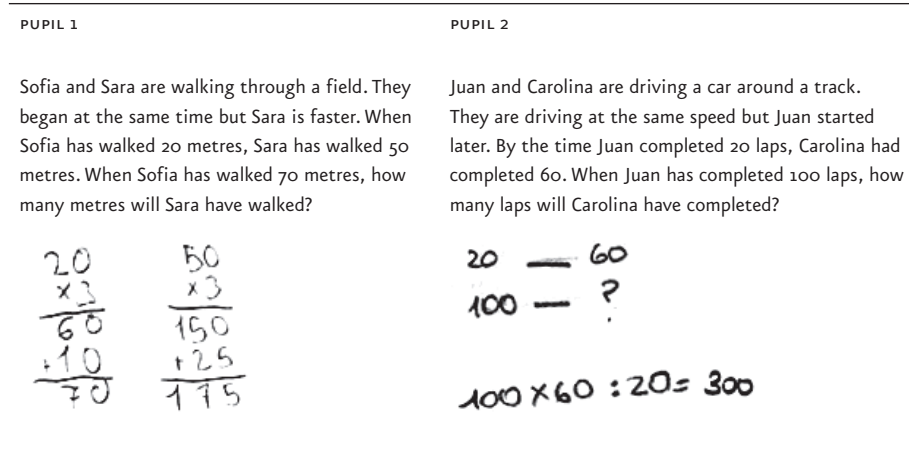 PUPIL 1
Sofia and Sara are walking through a field. They
began at the same time but Sara is faster. When
Sofia has walked 20 metres, Sara has walked 50
metres. When Sofia has walked 70 metres, how
many metres will Sara have walked?
20
x 3
60
+10
70
50
x 3
150
+25
175
PUPIL 2
Juan and Carolina are driving a car around a track.
They are driving at the same speed but Juan started
later. By the time Juan completed 20 laps, Carolina had
completed 60. When Juan has completed 100 laps, how
many laps will Carolina have completed?
20 — 60
100 — ?
100 x 60 : 20 = 300